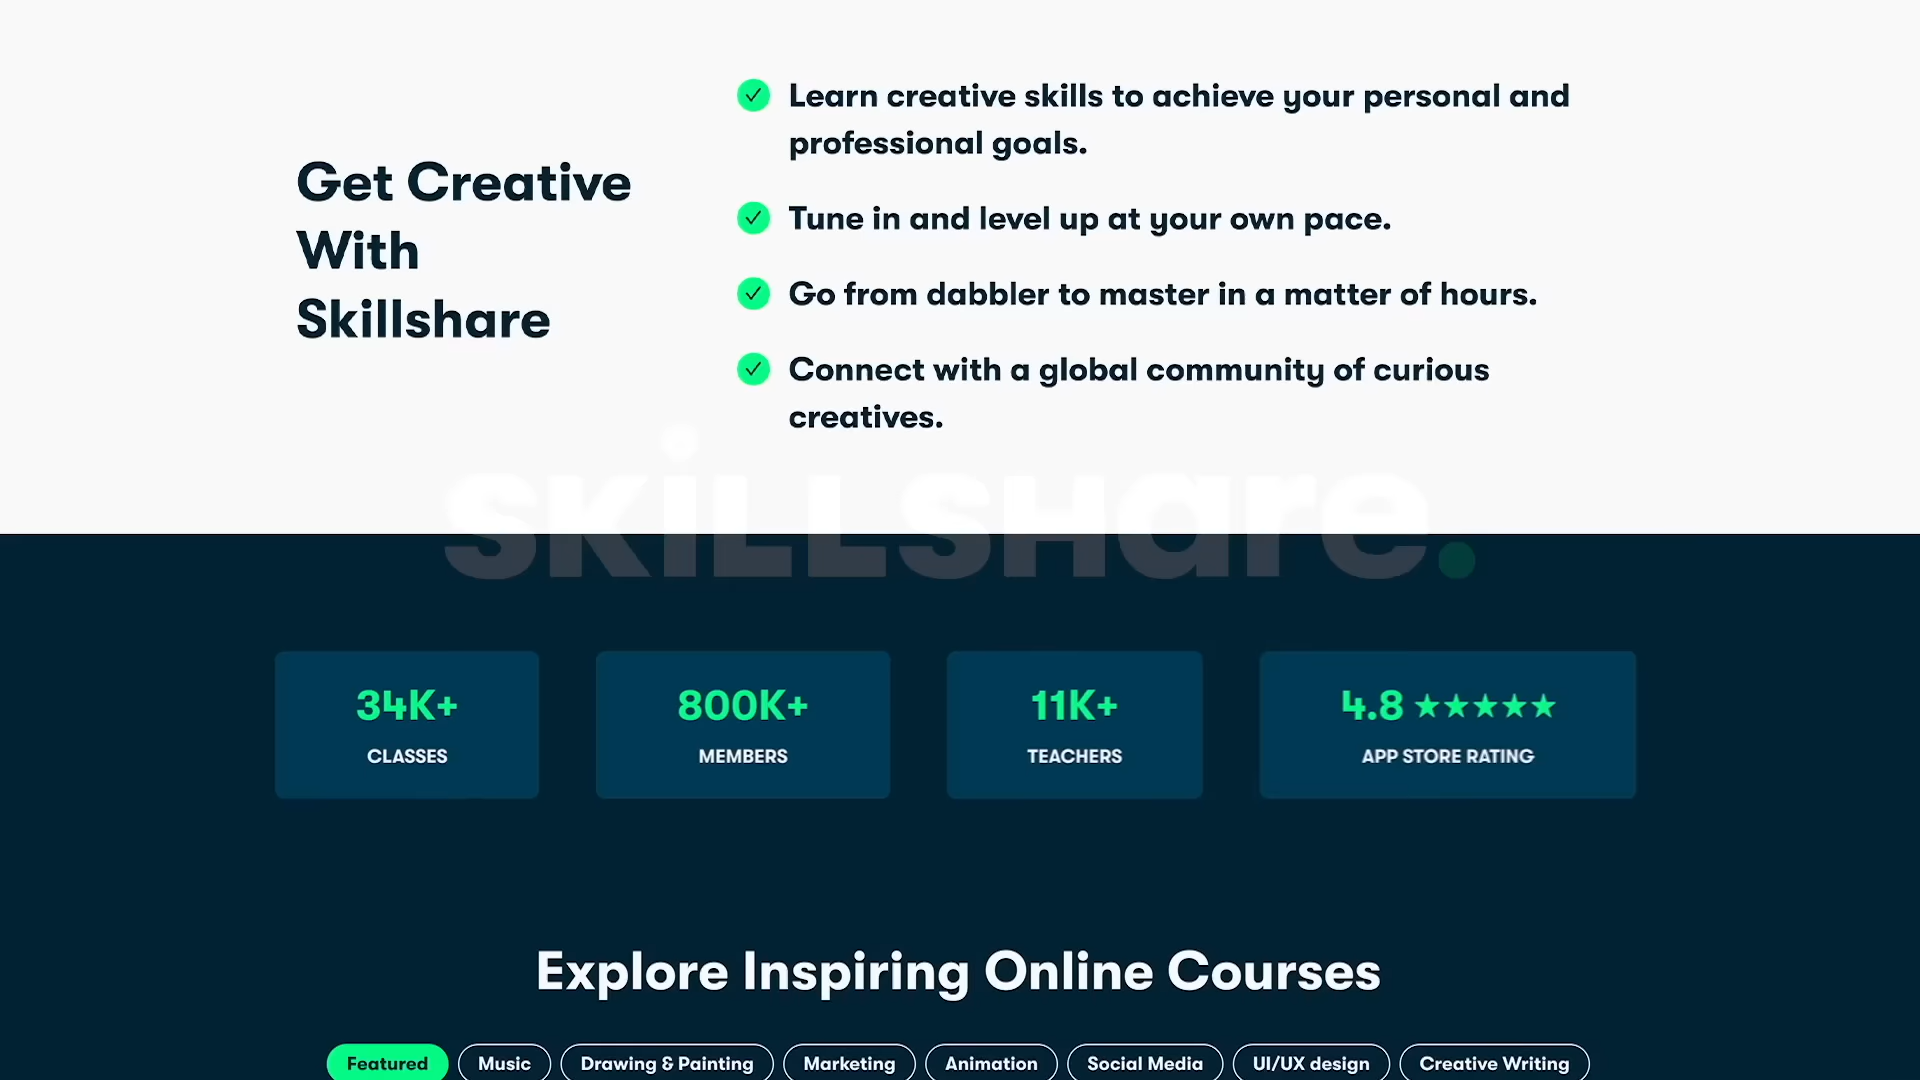 Get Creative
With
Skillshare
Learn creative skills to achieve your personal and
professional goals.
Tune in and level up at your own pace.
Go from dabbler to master in a matter of hours.
Connect with a global community of curious
creatives.
SKiLLSHare.
34K+
CLASSES
800K+
MEMBERS
11K+
TEACHERS
4.8 ★★★★★
APP STORE RATING
Explore Inspiring Online Courses
Featured Music Drawing & Painting Marketing Animation Social Media UI/UX design Creative Writing